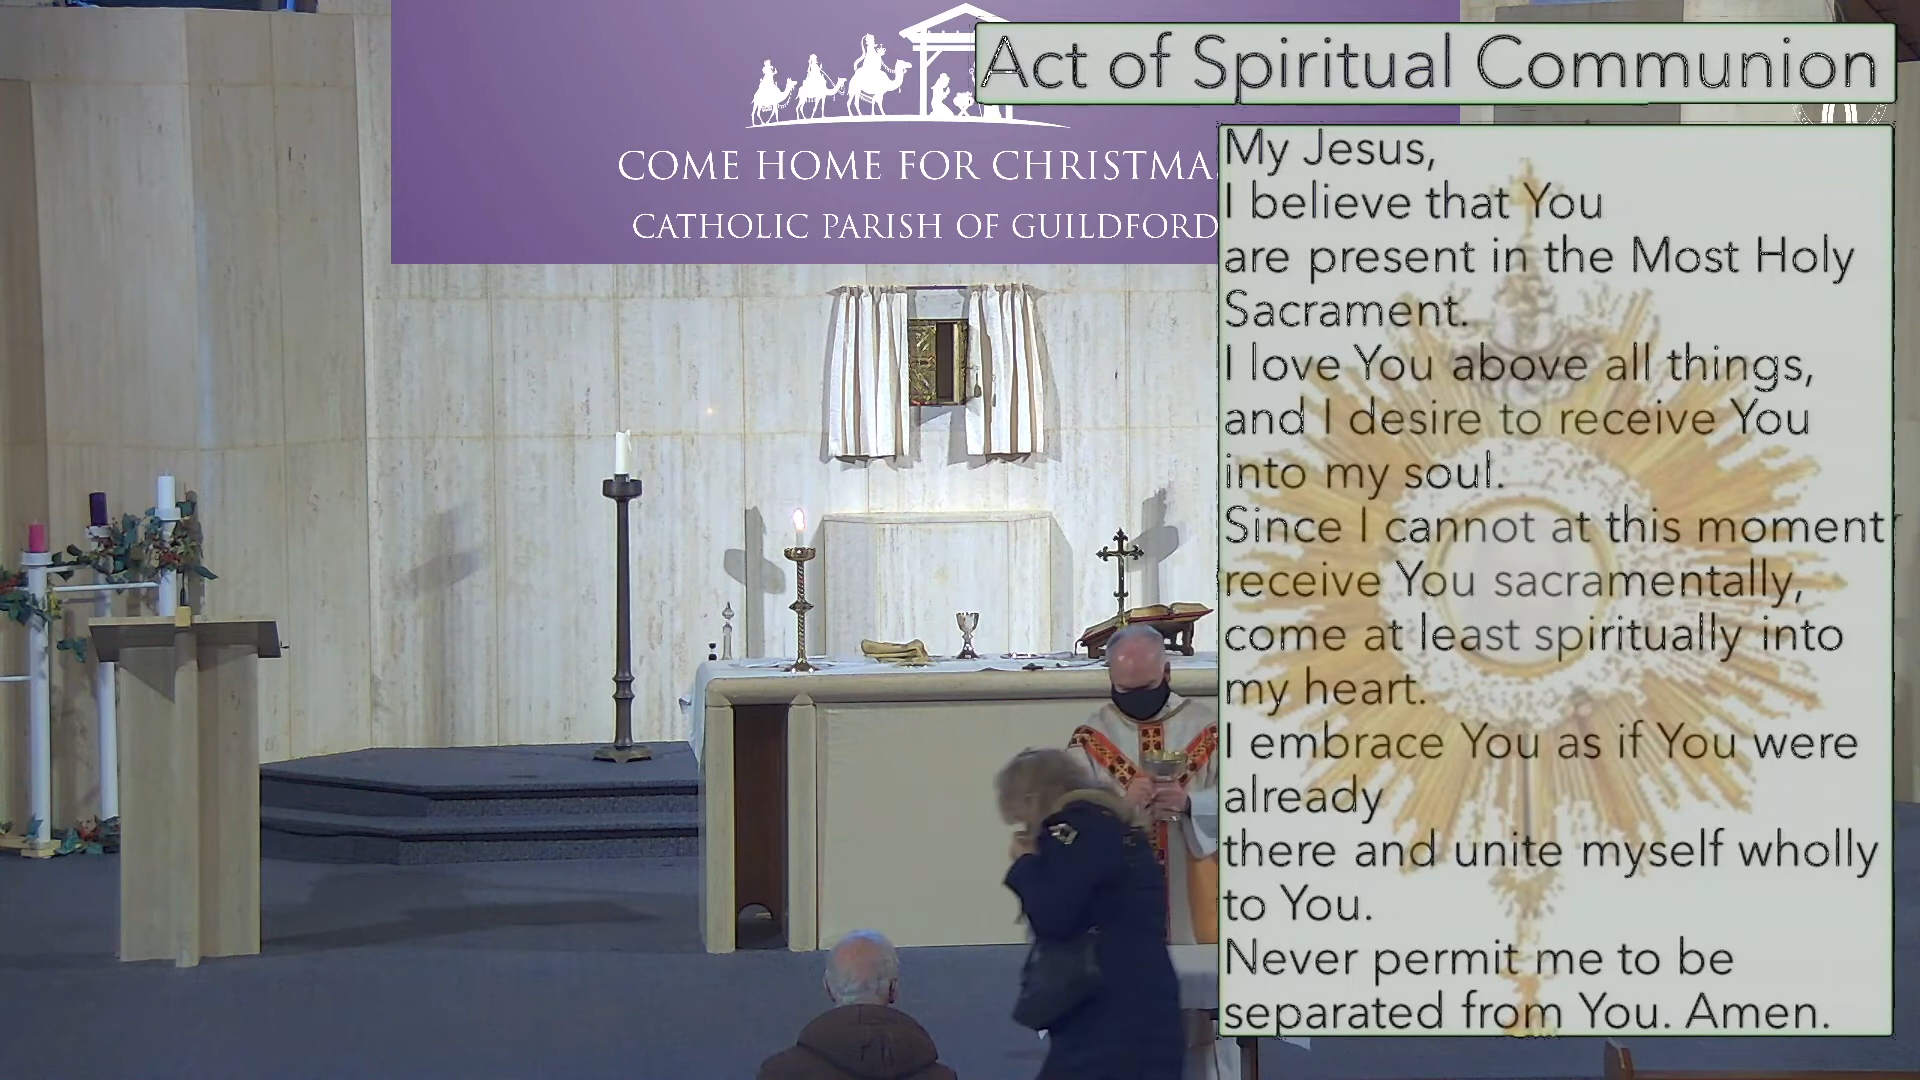 Act of Spiritual Communion
COME HOME FOR CHRISTMA
CATHOLIC PARISH OF GUILDFORD
My Jesus,
I believe that You
are present in the Most Holy
Sacrament.
I love You above all things,
and I desire to receive You
into my soul.
Since I cannot at this moment
receive You sacramentally,
come at least spiritually into
my heart.
I embrace You as if You were
already
there and unite myself wholly
to You.
Never permit me to be
separated from You. Amen.